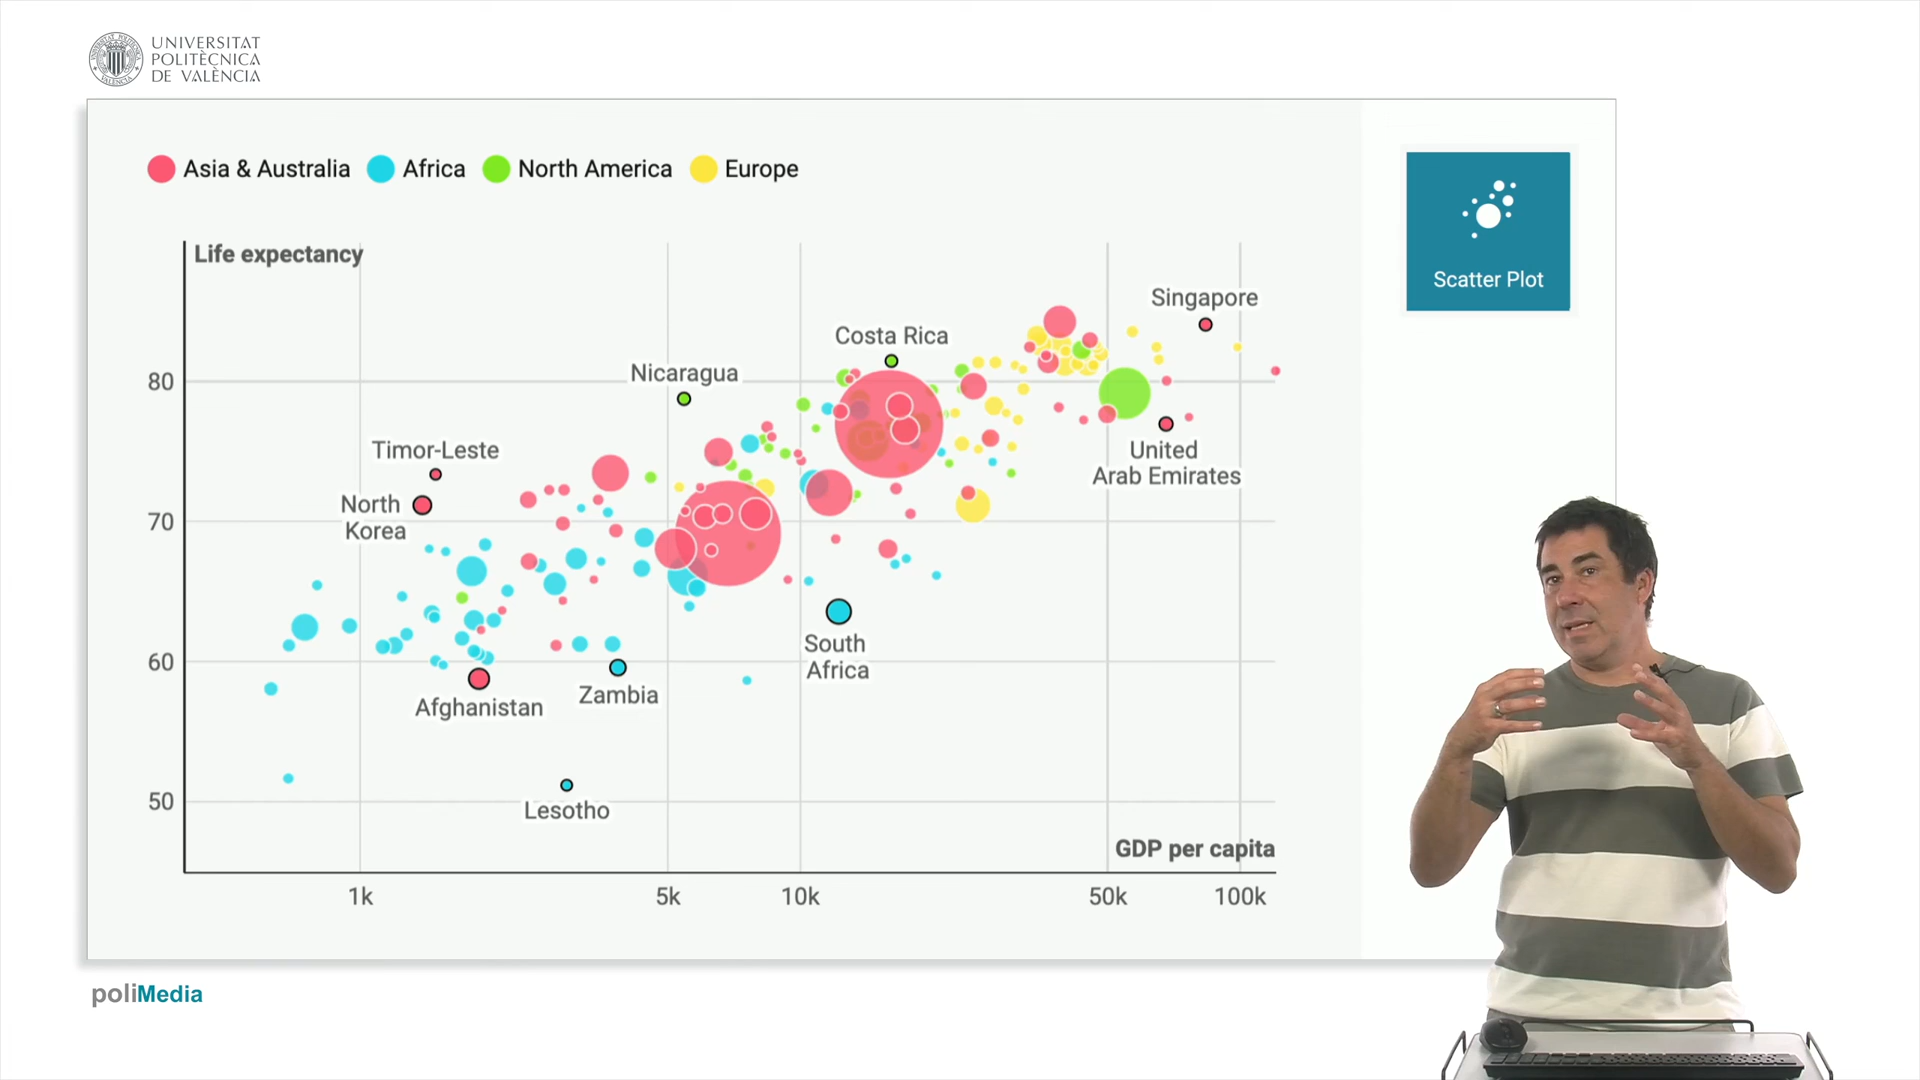 UNIVERSITAT
POLITÈCNICA
DE VALÈNCIA
Asia & Australia
Africa
North America
Europe
Life expectancy
Scatter Plot
Singapore
Costa Rica
Nicaragua
80
Timor-Leste
United
Arab Emirates
North
Korea
70
South
Africa
60
Zambia
Afghanistan
50
Lesotho
GDP per capita
1k
5k
10k
50k
100k
poliMedia